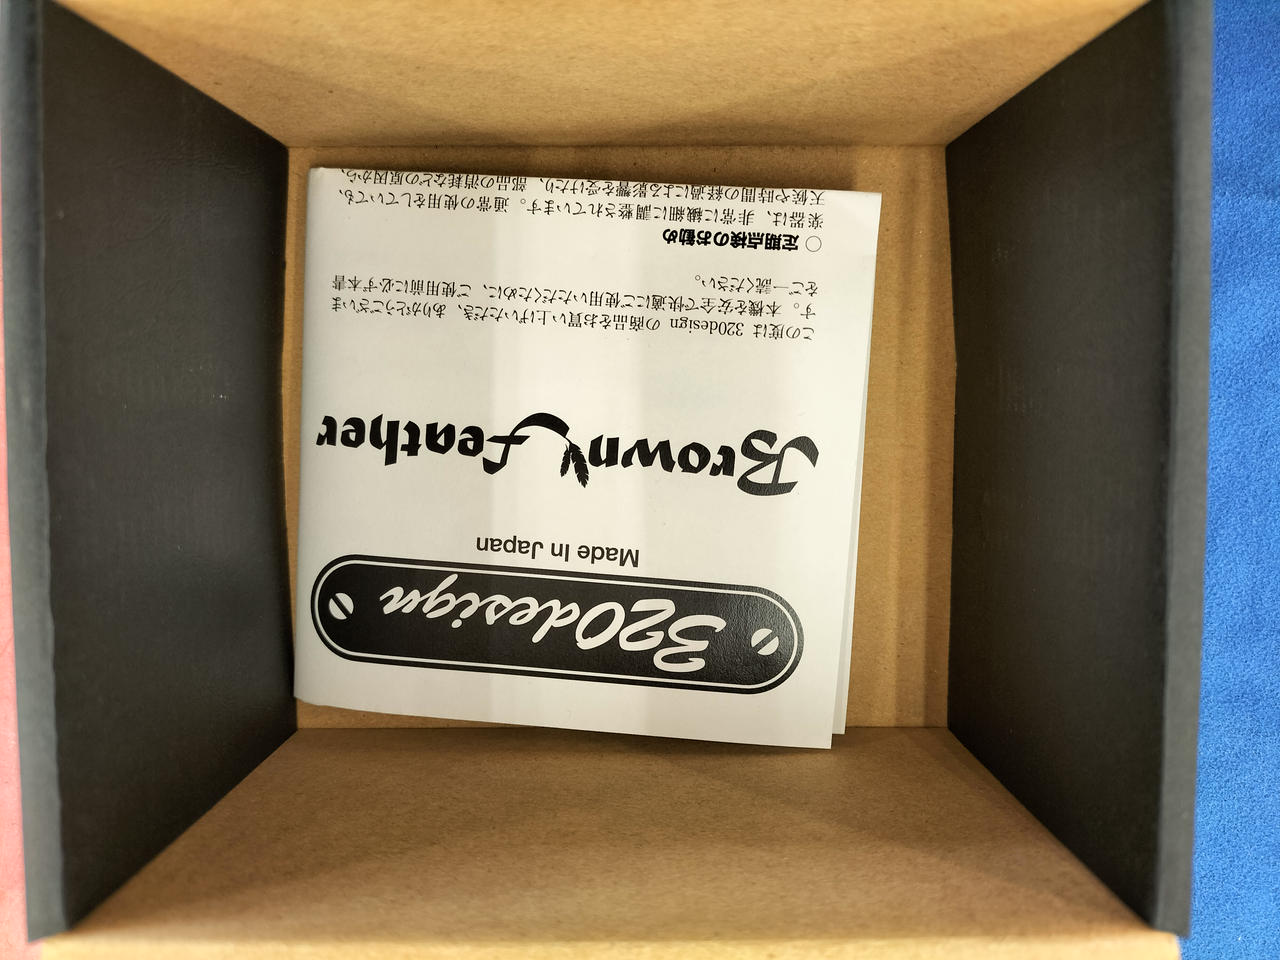 320design
Made In Japan
Brown Feather
この度は 320design の商品をお買い上げいただき、ありがとうございま
す。本機を安全で快適にご使用いただくために、ご使用前に必ず本書
をご一読ください。
○ 定期点検のお勧め
楽器は、非常に繊細に調整されています。通常の使用をしていても、
天候や時間の経過による影響を受けたり、部品の消耗などの原因から、